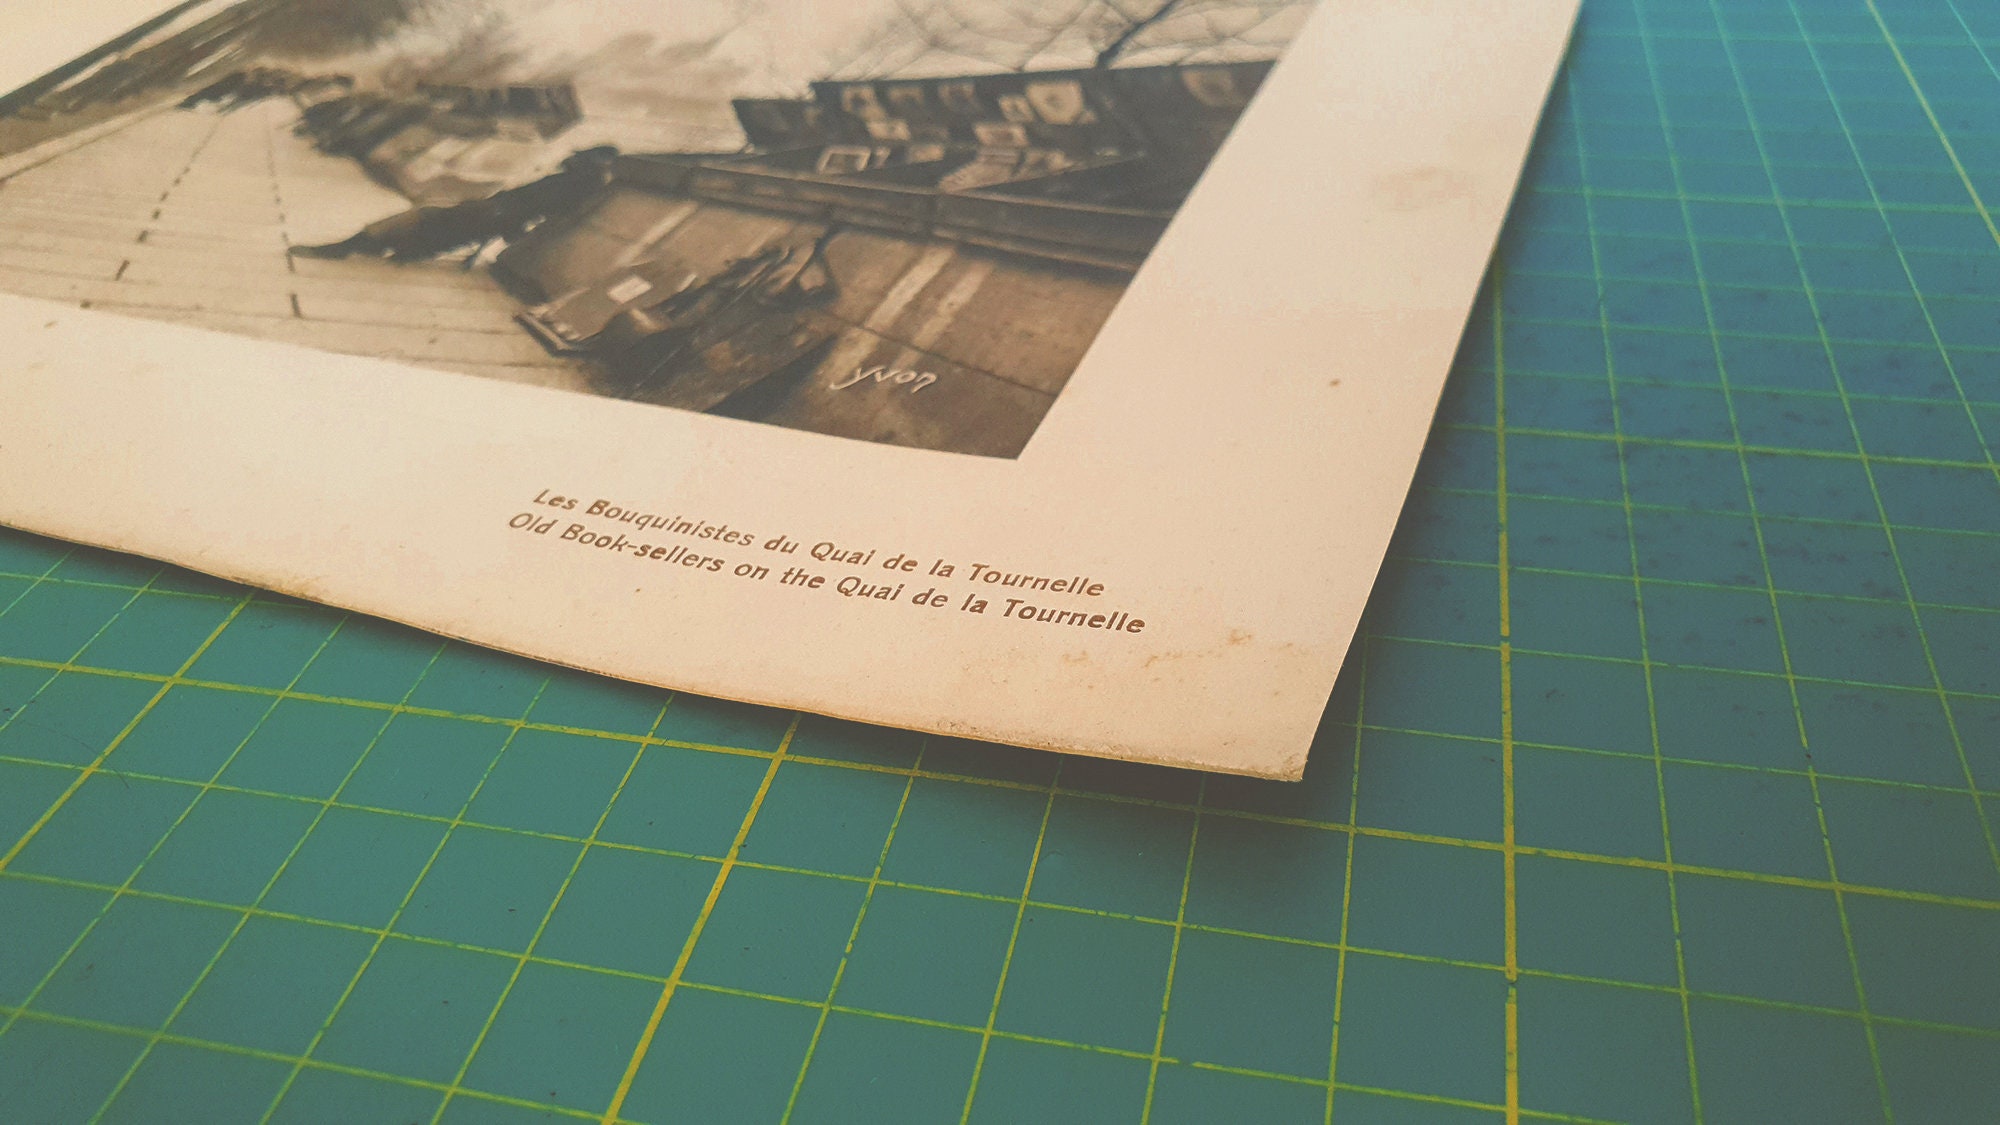 yvon
Les Bouquinistes du Quai de la Tournelle
Old Book-sellers on the Quai de la Tournelle